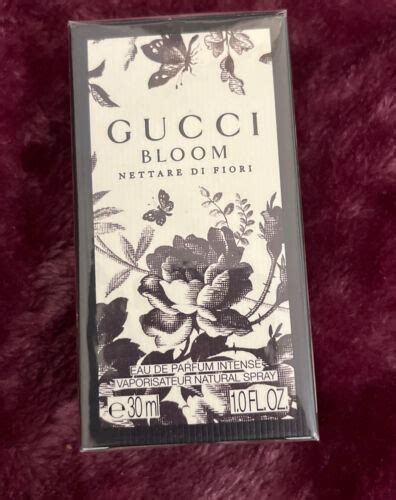 GUCCI
BLOOM
NETTARE DI FIORI
EAU DE PARFUM INTENSE
VAPORISATEUR NATURAL SPRAY
℮ 30 ml 1.0 FL.OZ.